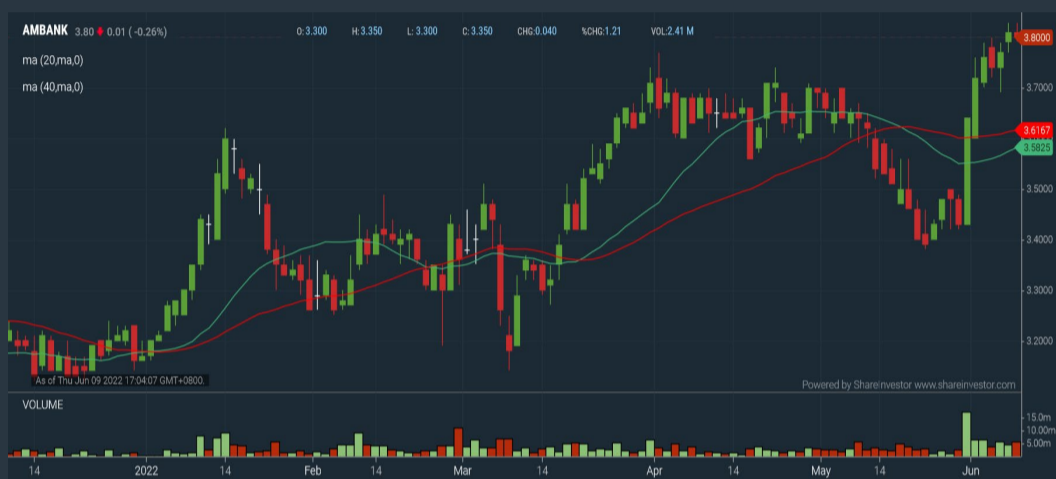 AMBANK 3.80 0.01 ( -0.26%) O: 3.300 H: 3.350 L: 3.300 C: 3.350 CHG:0.040 %CHG:1.21 VOL:2.41 M
ma (20,ma,0)
ma (40,ma,0)
3.8000
3.7000
3.6167
3.5825
3.5000
3.4000
3.3000
3.2000
As of Thu Jun 09 2022 17:04:07 GMT+0800.
Powered by ShareInvestor www.shareinvestor.com
VOLUME
15.0m
10.00m
5.00m
14 2022 14 Feb 14 Mar 14 Apr 14 May 14 Jun